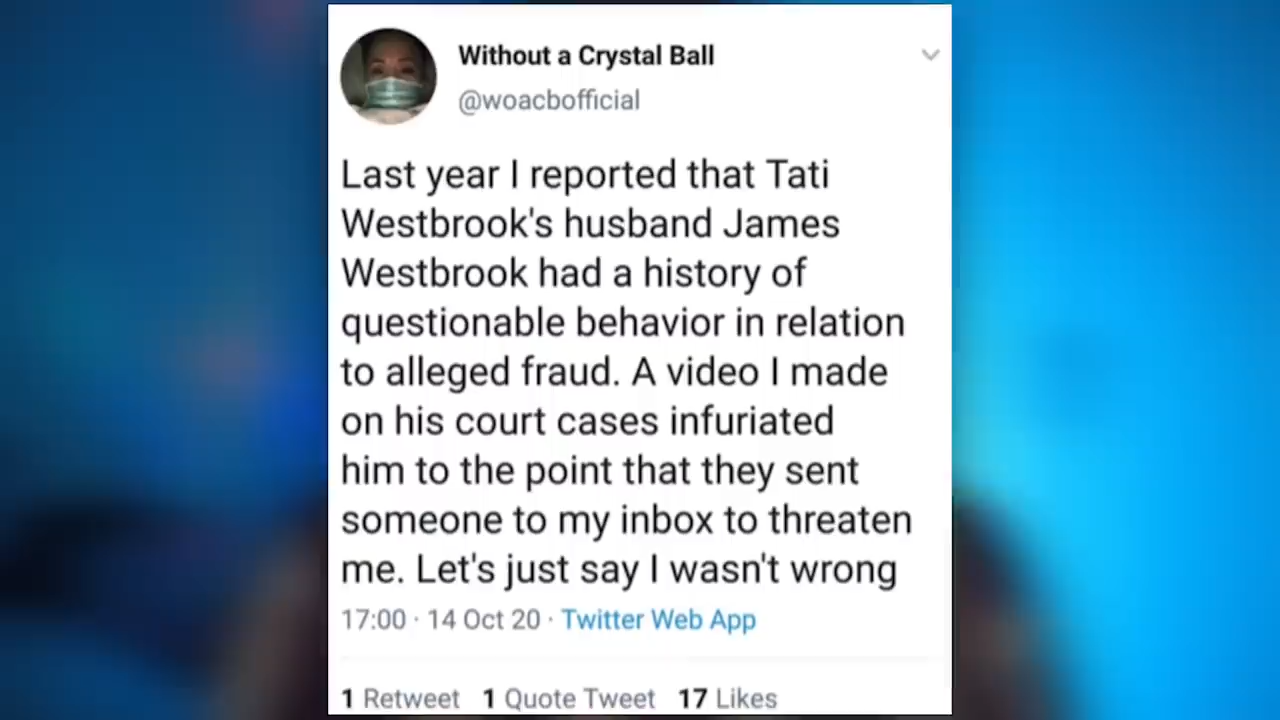 Without a Crystal Ball
@woacbofficial
Last year I reported that Tati
Westbrook's husband James
Westbrook had a history of
questionable behavior in relation
to alleged fraud. A video I made
on his court cases infuriated
him to the point that they sent
someone to my inbox to threaten
me. Let's just say I wasn't wrong
17:00 · 14 Oct 20 · Twitter Web App
1 Retweet 1 Quote Tweet 17 Likes